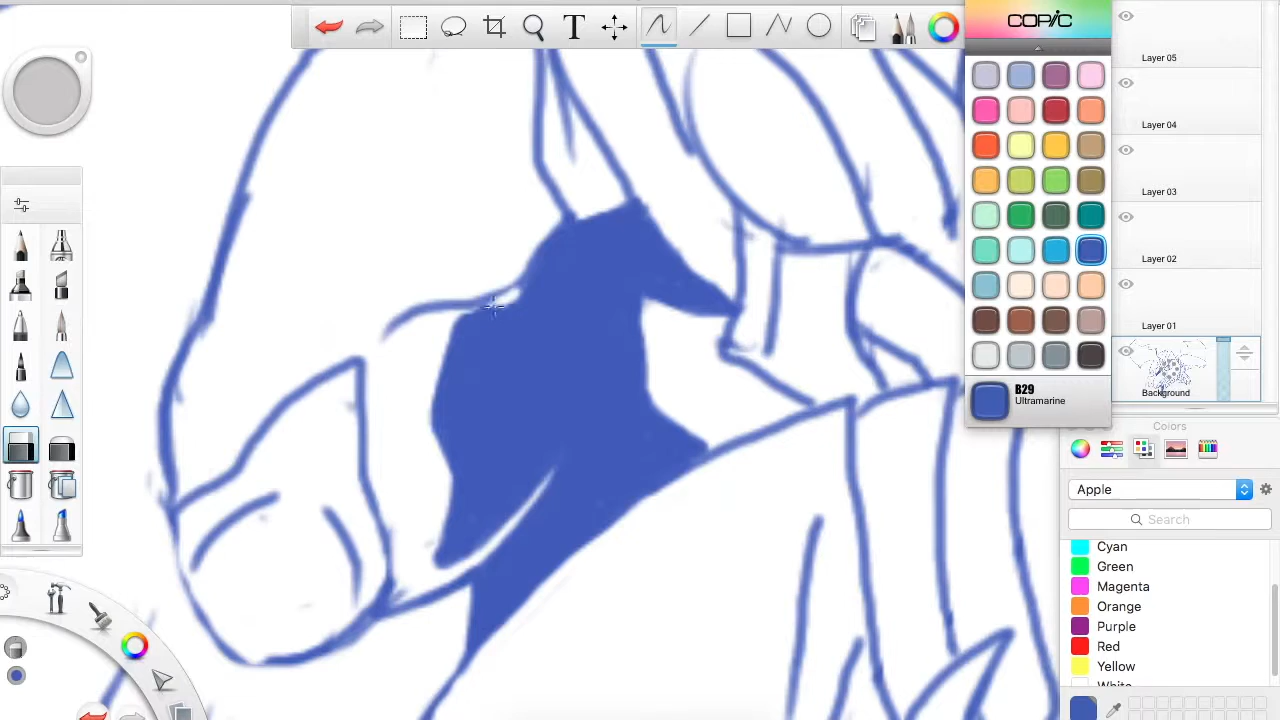 T
COPIC
Layer 05
Layer 04
Layer 03
Layer 02
Layer 01
Background
B29
Ultramarine
Colors
Apple
Search
Cyan
Green
Magenta
Orange
Purple
Red
Yellow
White